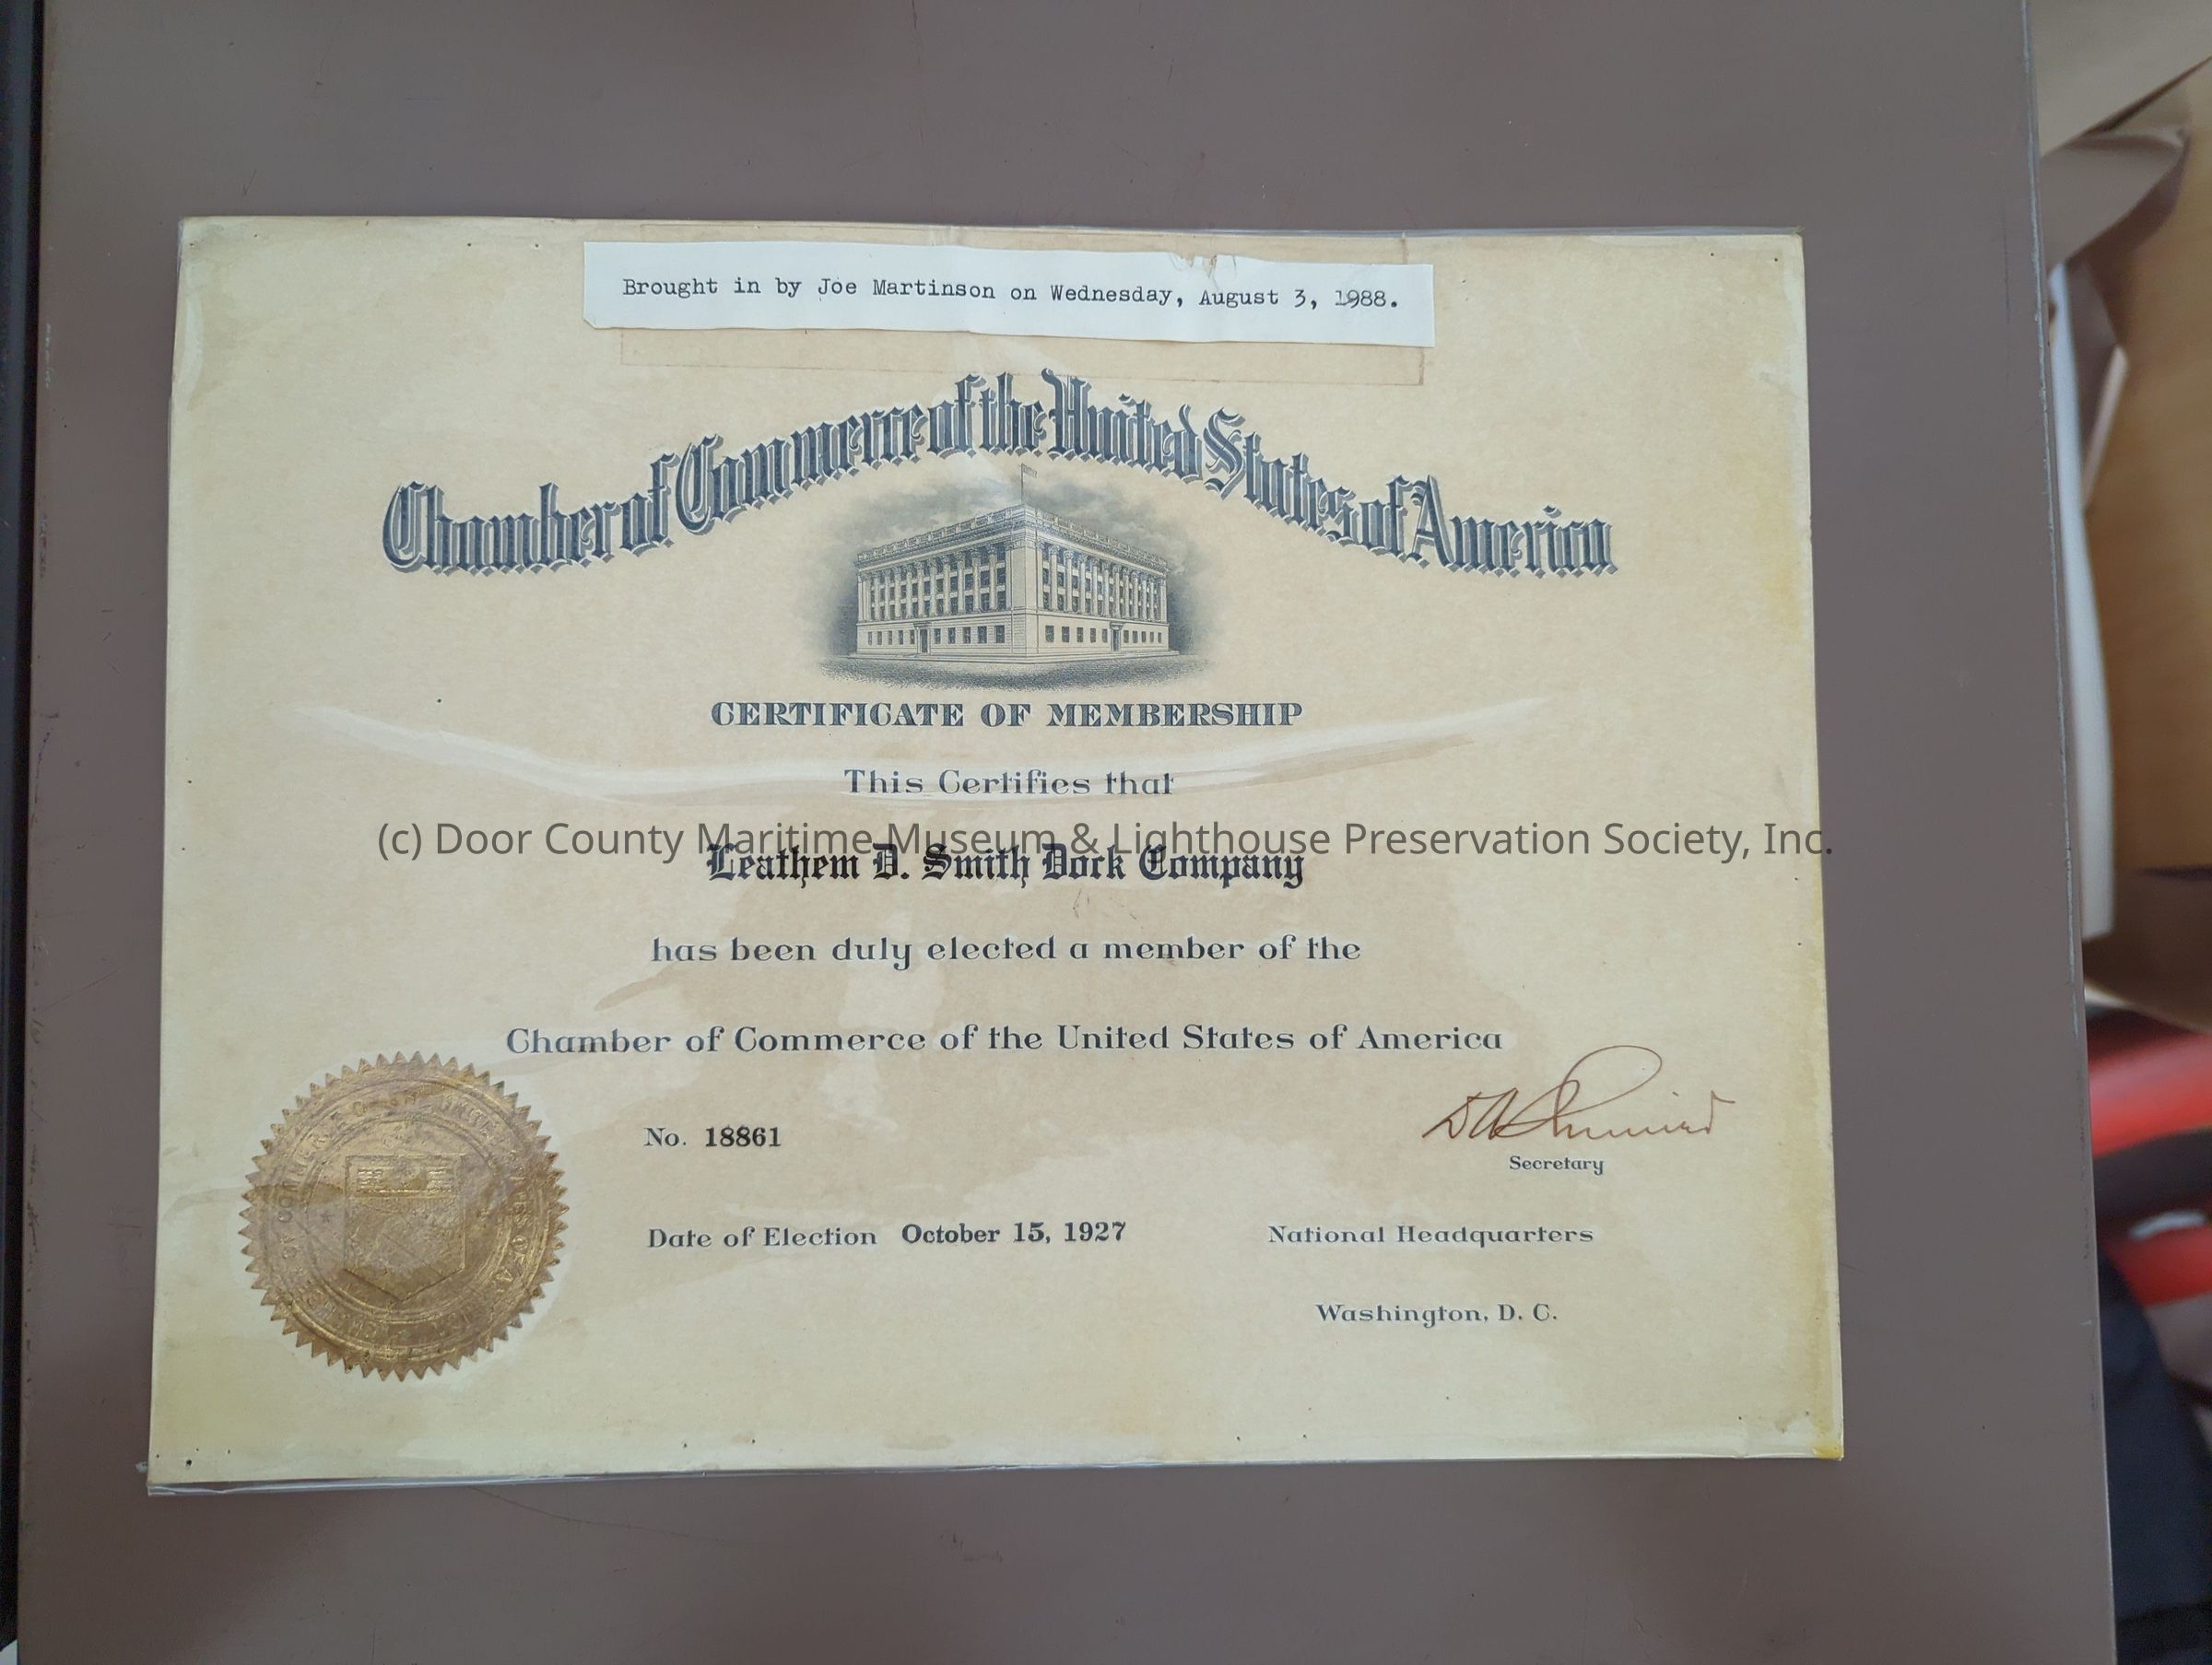 Brought in by Joe Martinson on Wednesday, August 3, 1988.
Chamber of Commerce of the United States of America
CERTIFICATE OF MEMBERSHIP
This Certifies that
(c) Door County Maritime Museum & Lighthouse Preservation Society, Inc.
Leathem D. Smith Dock Company
has been duly elected a member of the
Chamber of Commerce of the United States of America
No. 18861
Secretary
Date of Election October 15, 1927
National Headquarters
Washington, D. C.